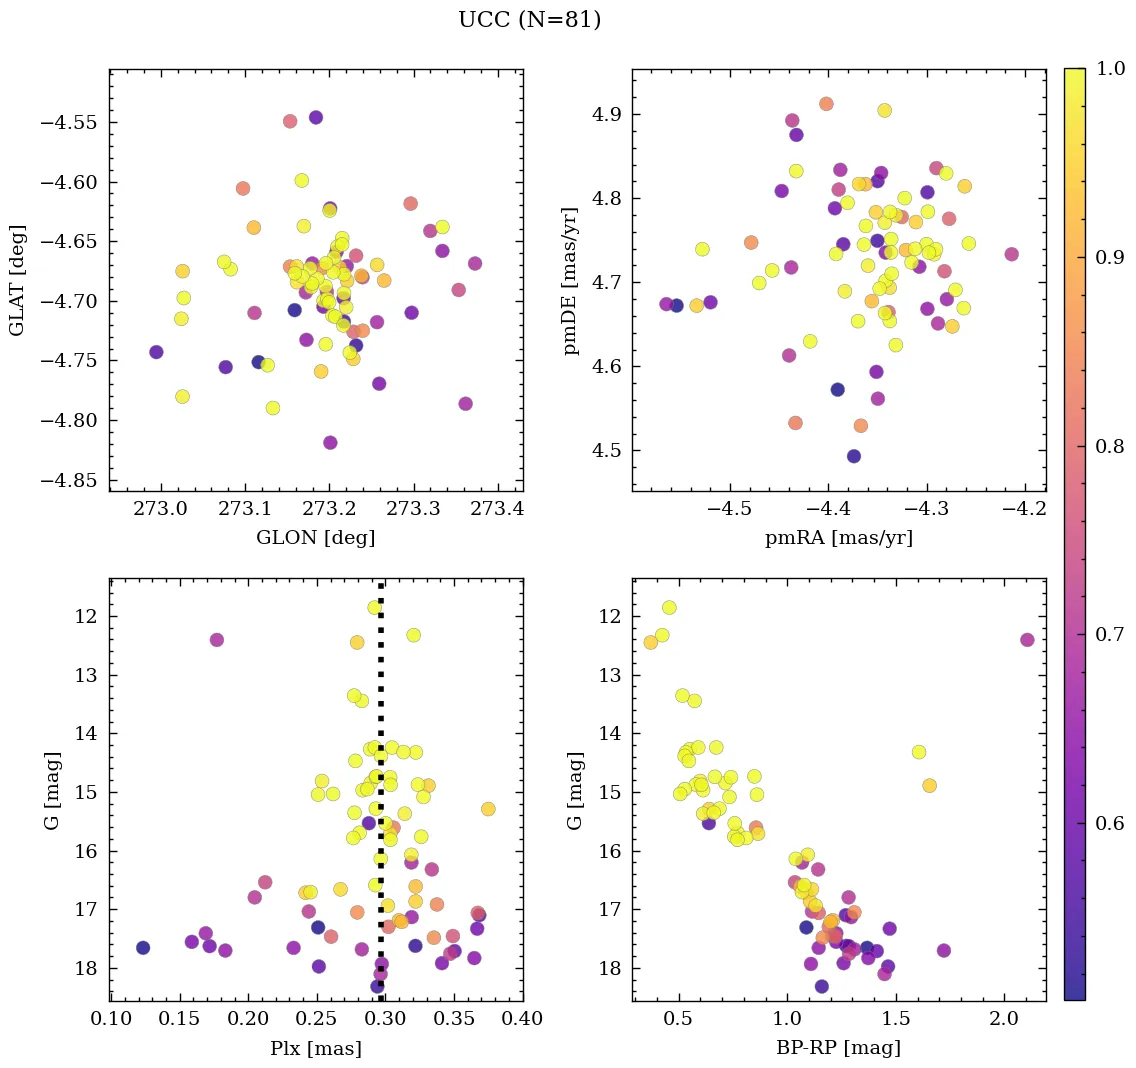 UCC (N=81)
−4.55
−4.60
−4.65
−4.70
−4.75
−4.80
−4.85
GLAT [deg]
273.0 273.1 273.2 273.3 273.4
GLON [deg]
4.9
4.8
4.7
4.6
4.5
pmDE [mas/yr]
−4.5 −4.4 −4.3 −4.2
pmRA [mas/yr]
12
13
14
15
16
17
18
G [mag]
0.10 0.15 0.20 0.25 0.30 0.35 0.40
Plx [mas]
12
13
14
15
16
17
18
G [mag]
0.5 1.0 1.5 2.0
BP-RP [mag]
1.0
0.9
0.8
0.7
0.6